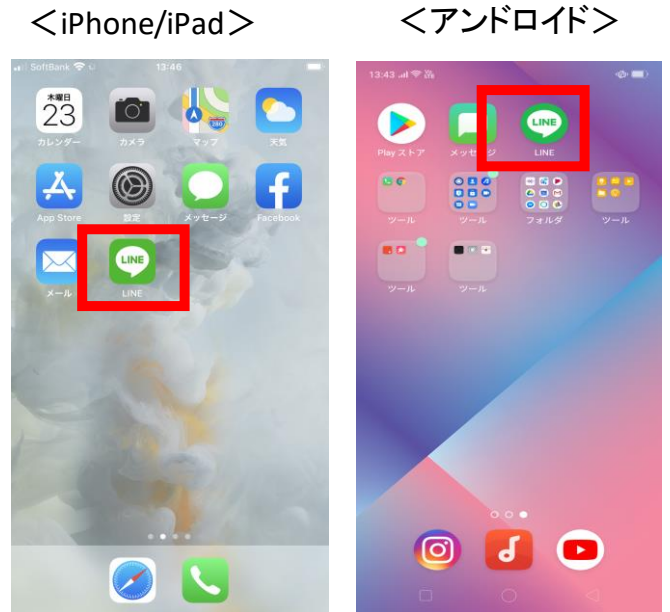 ＜iPhone/iPad＞
＜アンドロイド＞
SoftBank
13:46
木曜日
23
カレンダー
カメラ
マップ
天気
App Store
設定
メッセージ
Facebook
メール
LINE
LINE
13:43
Play ストア
メッセージ
LINE
LINE
ツール
ツール
フォルダ
ツール
ツール
ツール